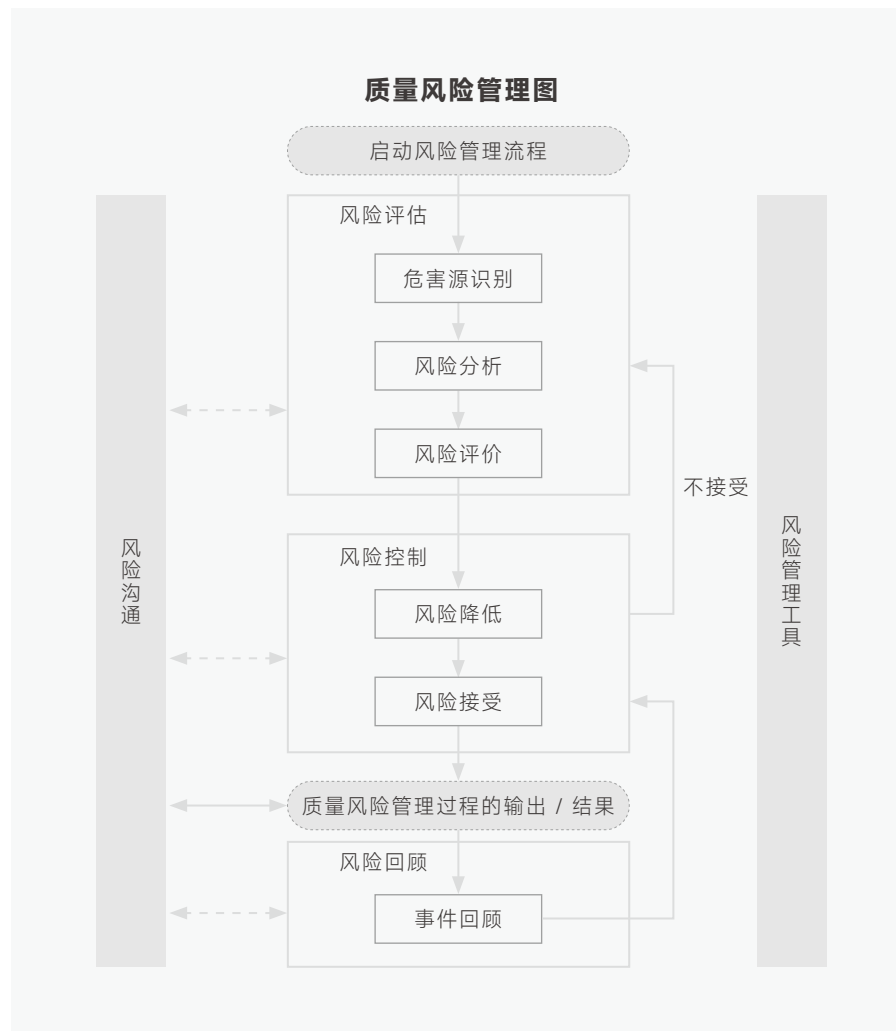 质量风险管理图
启动风险管理流程
风险评估
危害源识别
风险分析
风险评价
不接受
风险控制
风险降低
风险接受
质量风险管理过程的输出 / 结果
风险回顾
事件回顾
风险沟通
风险管理工具